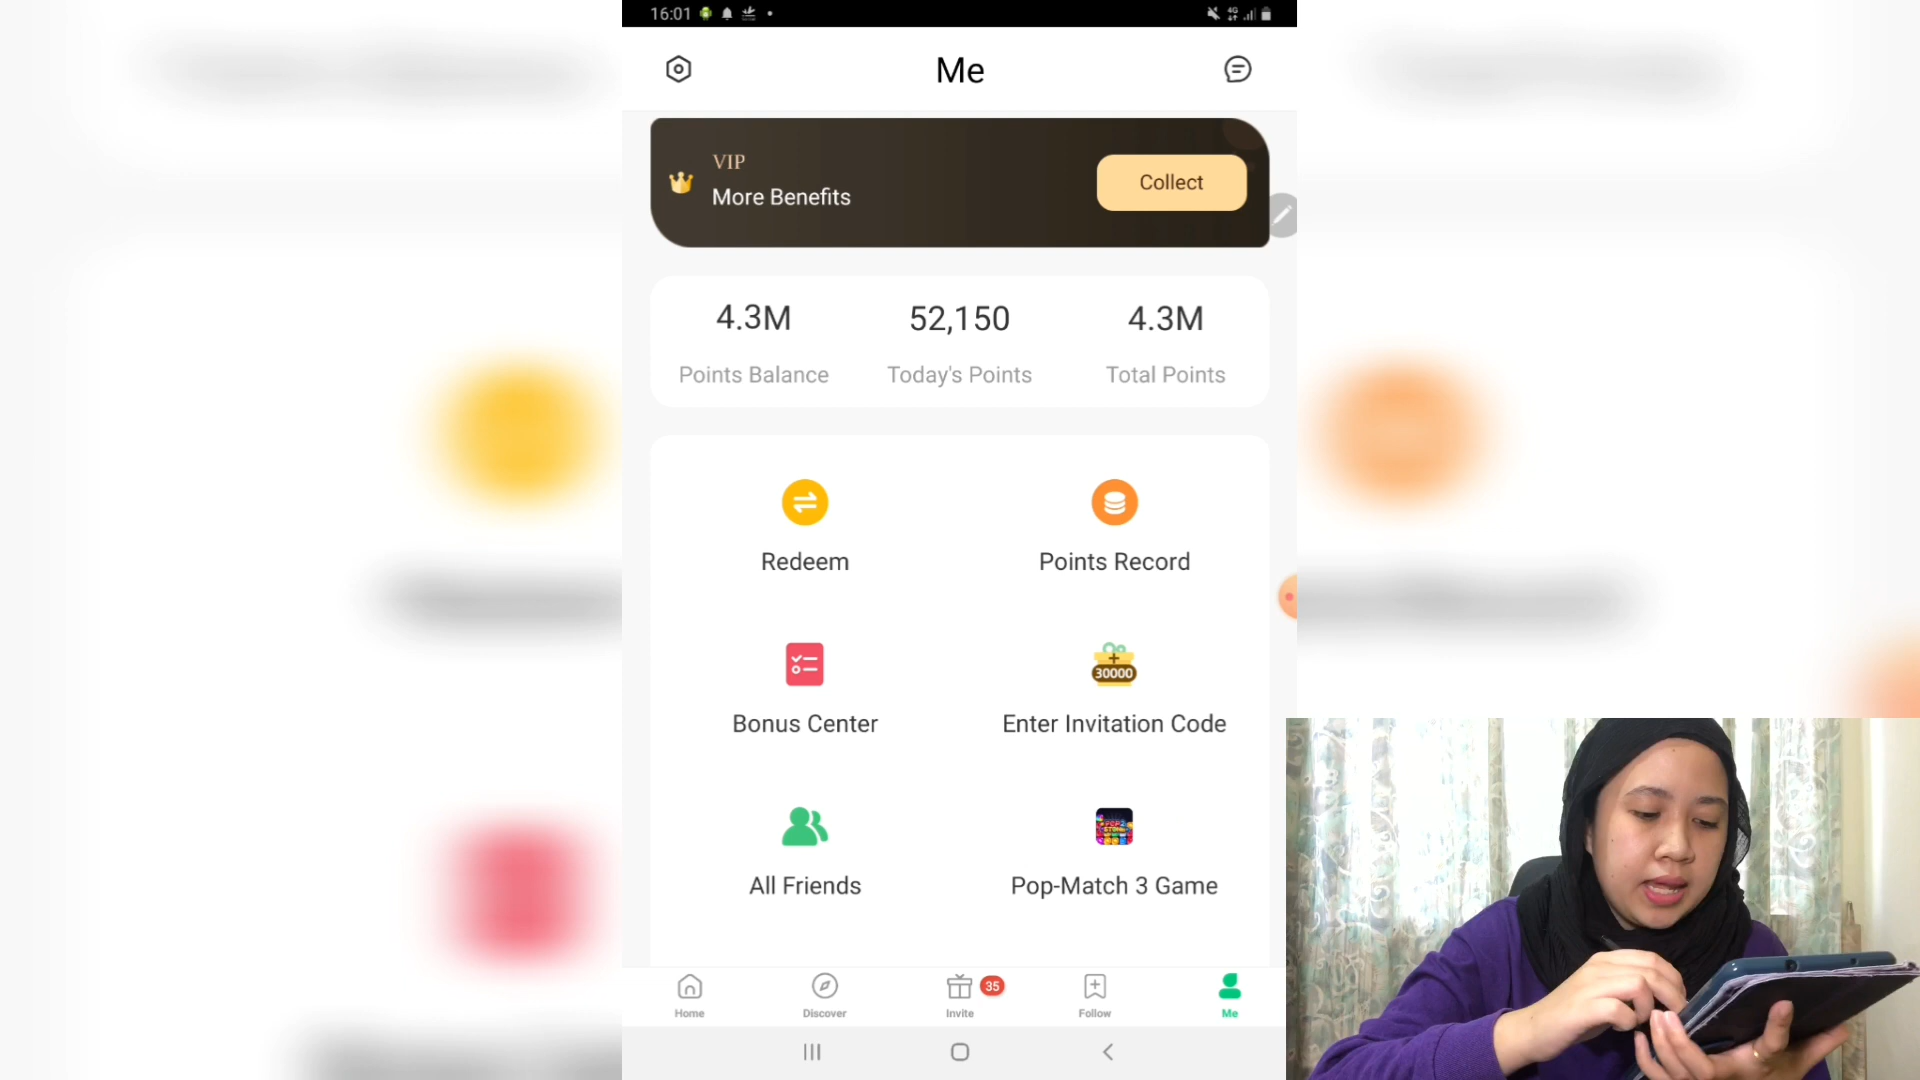 16:01
4G
Me
VIP
More Benefits
Collect
4.3M
52,150
4.3M
Points Balance
Today's Points
Total Points
Redeem
Points Record
30000
Bonus Center
Enter Invitation Code
All Friends
Pop-Match 3 Game
35
Home
Discover
Invite
Follow
Me